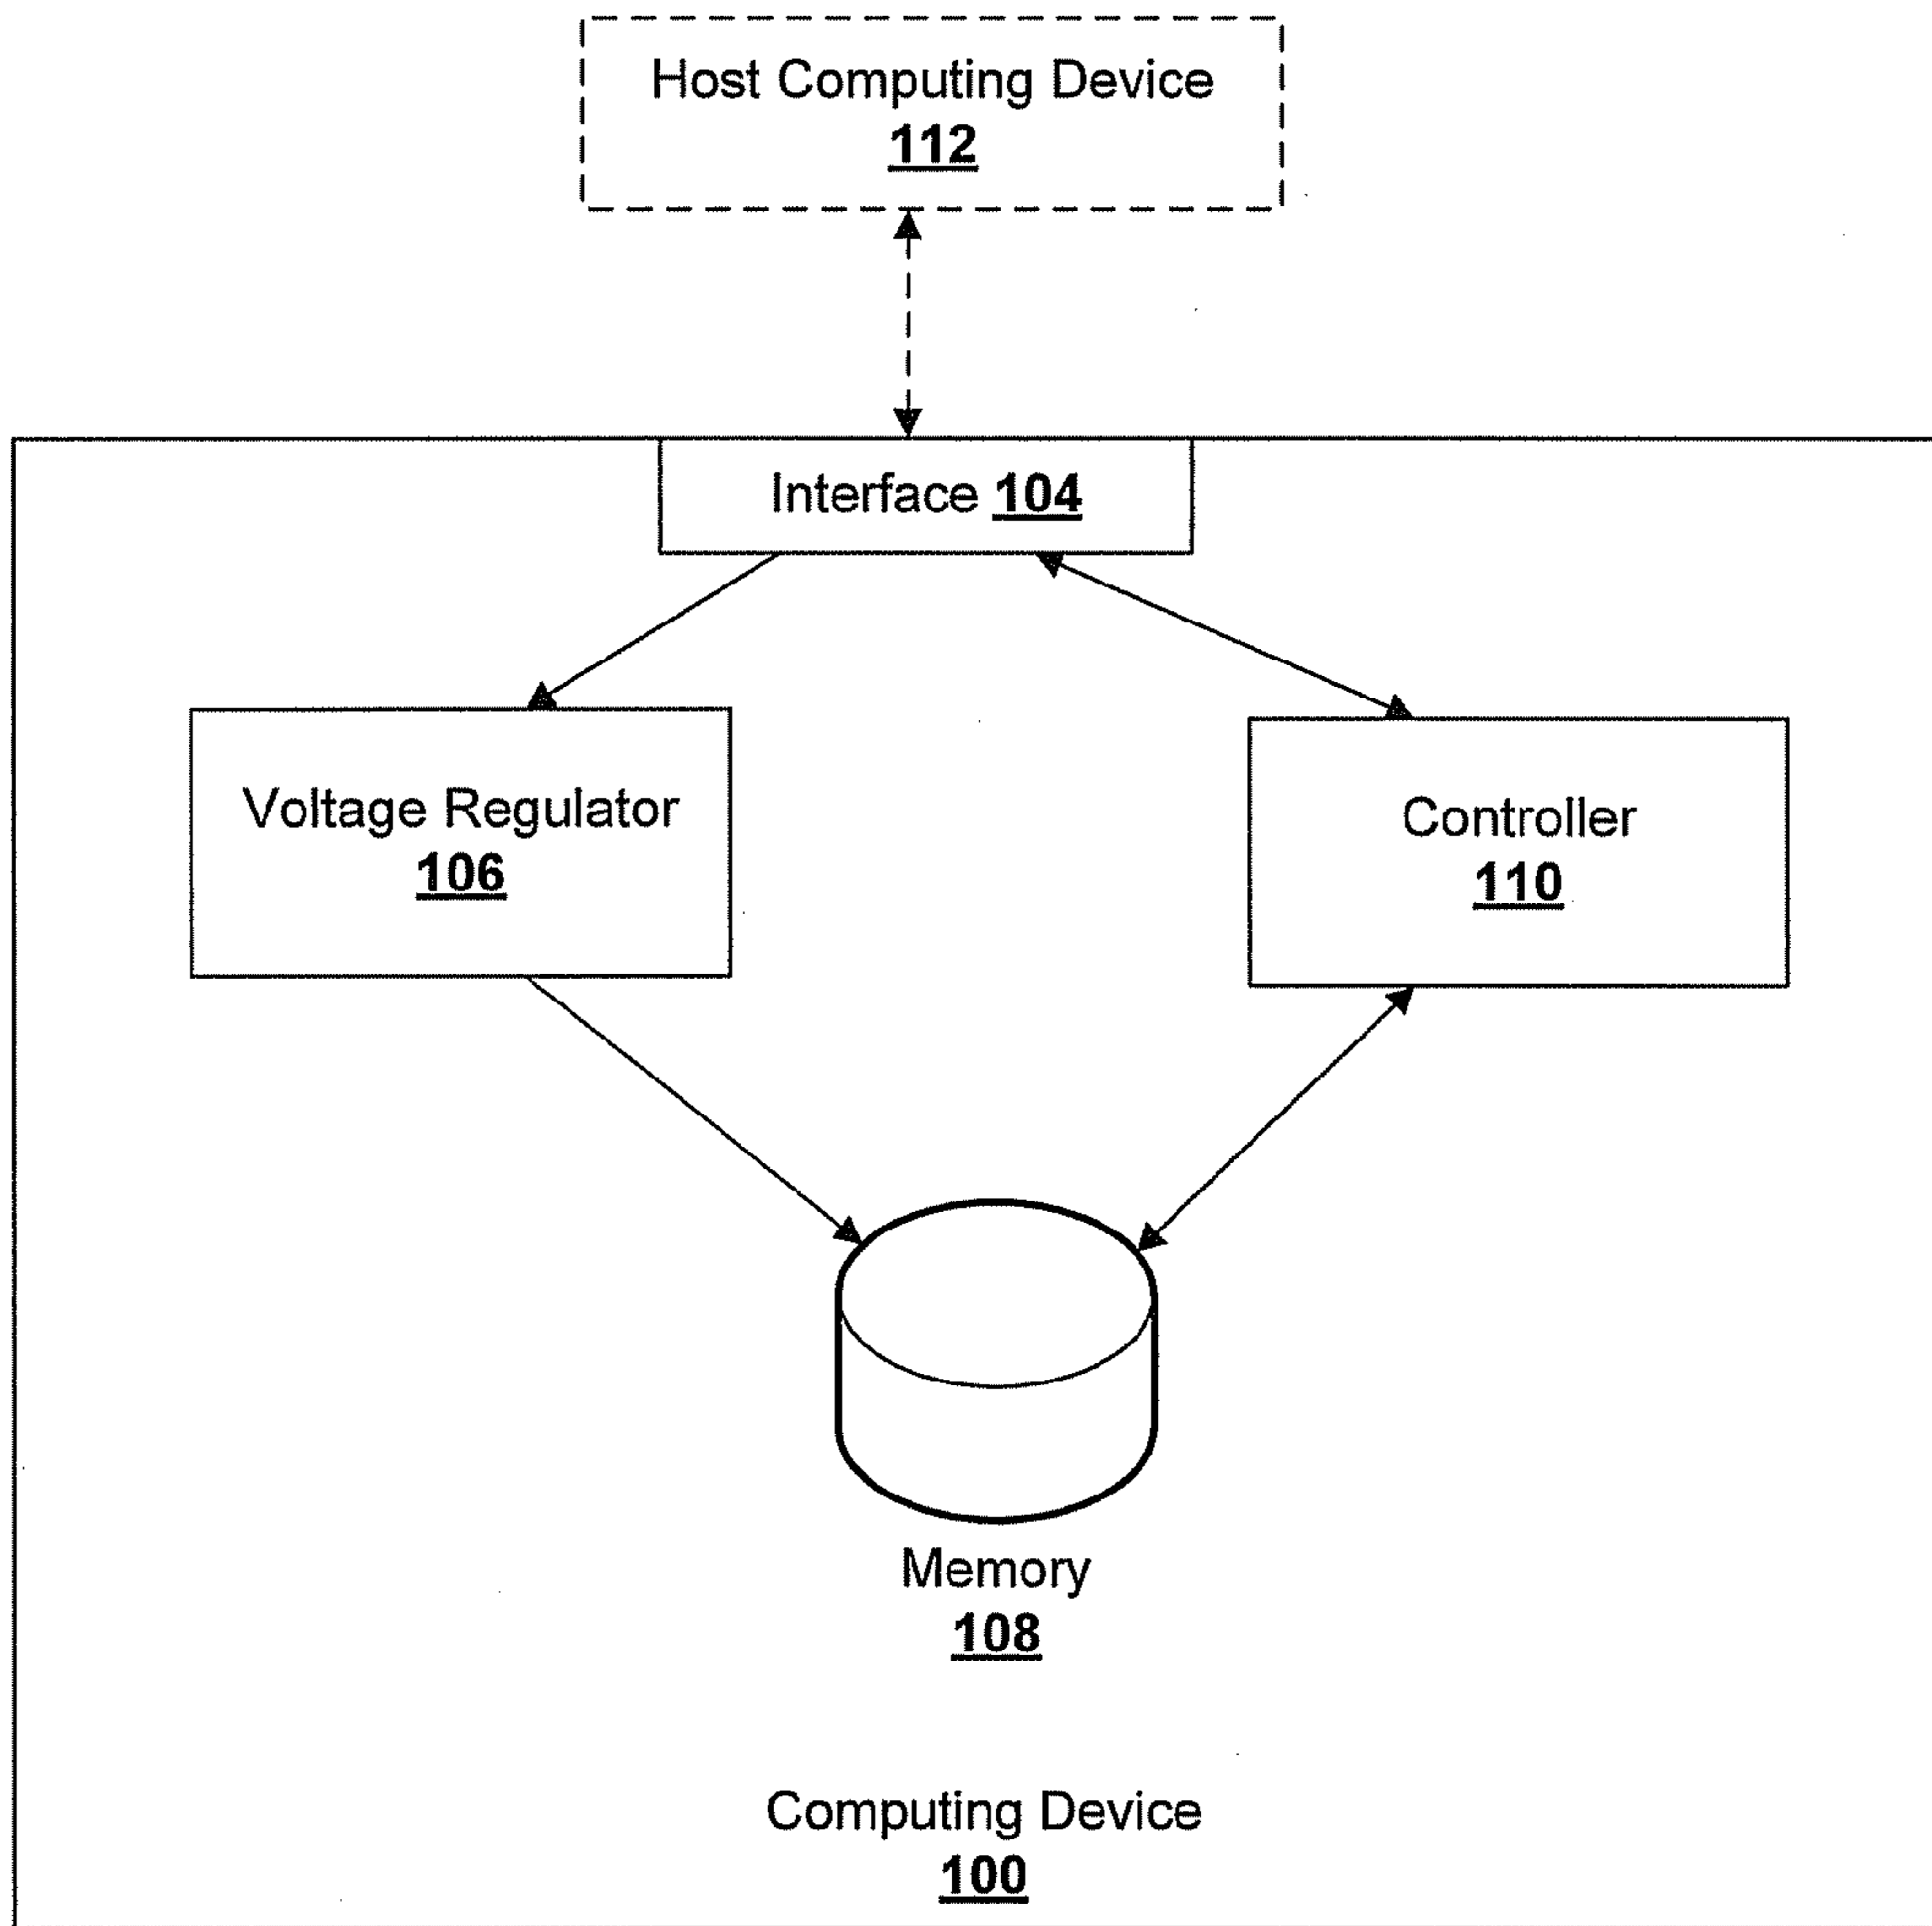 Host Computing Device
112
Interface 104
Voltage Regulator
106
Controller
110
Memory
108
Computing Device
100